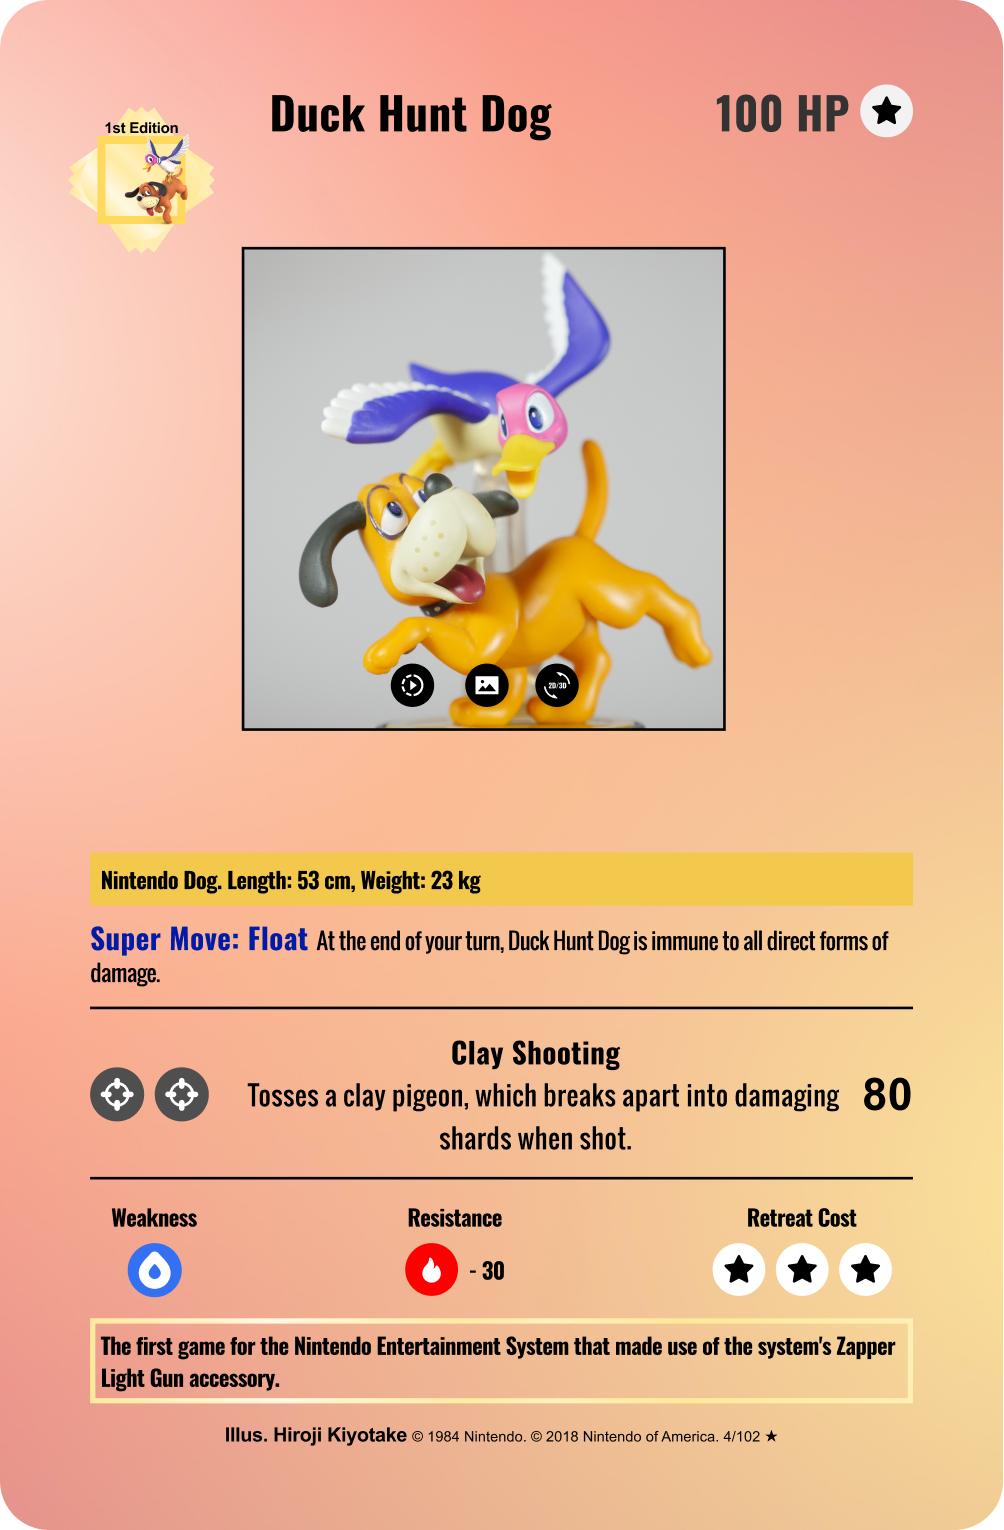 Duck Hunt Dog
100 HP
1st Edition
2D/3D
Nintendo Dog. Length: 53 cm, Weight: 23 kg
Super Move: Float At the end of your turn, Duck Hunt Dog is immune to all direct forms of
damage.
Clay Shooting
Tosses a clay pigeon, which breaks apart into damaging
shards when shot.
80
Weakness
Resistance
Retreat Cost
- 30
The first game for the Nintendo Entertainment System that made use of the system's Zapper
Light Gun accessory.
Illus. Hiroji Kiyotake © 1984 Nintendo. © 2018 Nintendo of America. 4/102 ★